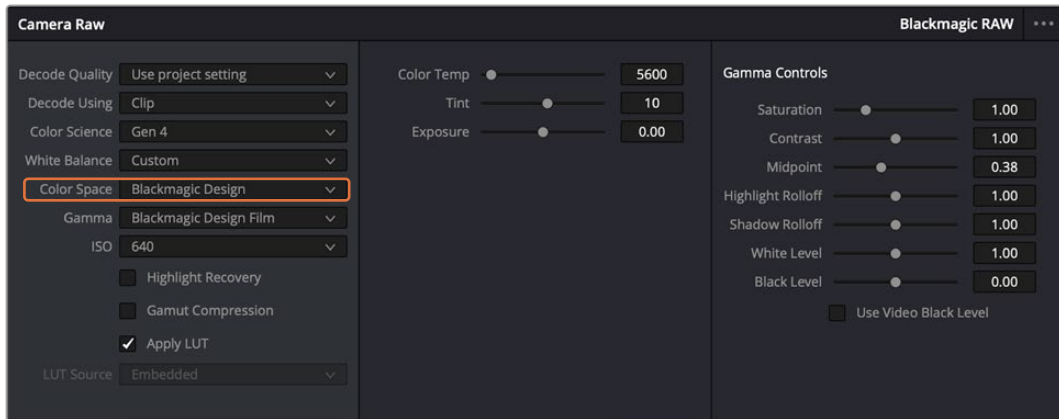 Camera Raw
Blackmagic RAW
Decode Quality Use project setting
Decode Using Clip
Color Science Gen 4
White Balance Custom
Color Space Blackmagic Design
Gamma Blackmagic Design Film
ISO 640
Highlight Recovery
Gamut Compression
Apply LUT
LUT Source Embedded
Color Temp 5600
Tint 10
Exposure 0.00
Gamma Controls
Saturation 1.00
Contrast 1.00
Midpoint 0.38
Highlight Rolloff 1.00
Shadow Rolloff 1.00
White Level 1.00
Black Level 0.00
Use Video Black Level